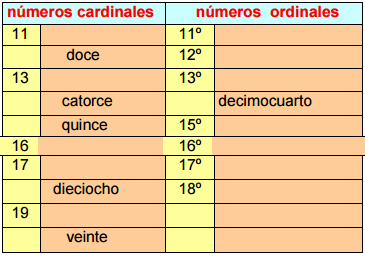 números cardinales números ordinales
11 11º
doce 12º
13 13º
catorce decimocuarto
quince 15º
16 16º
17 17º
dieciocho 18º
19
veinte